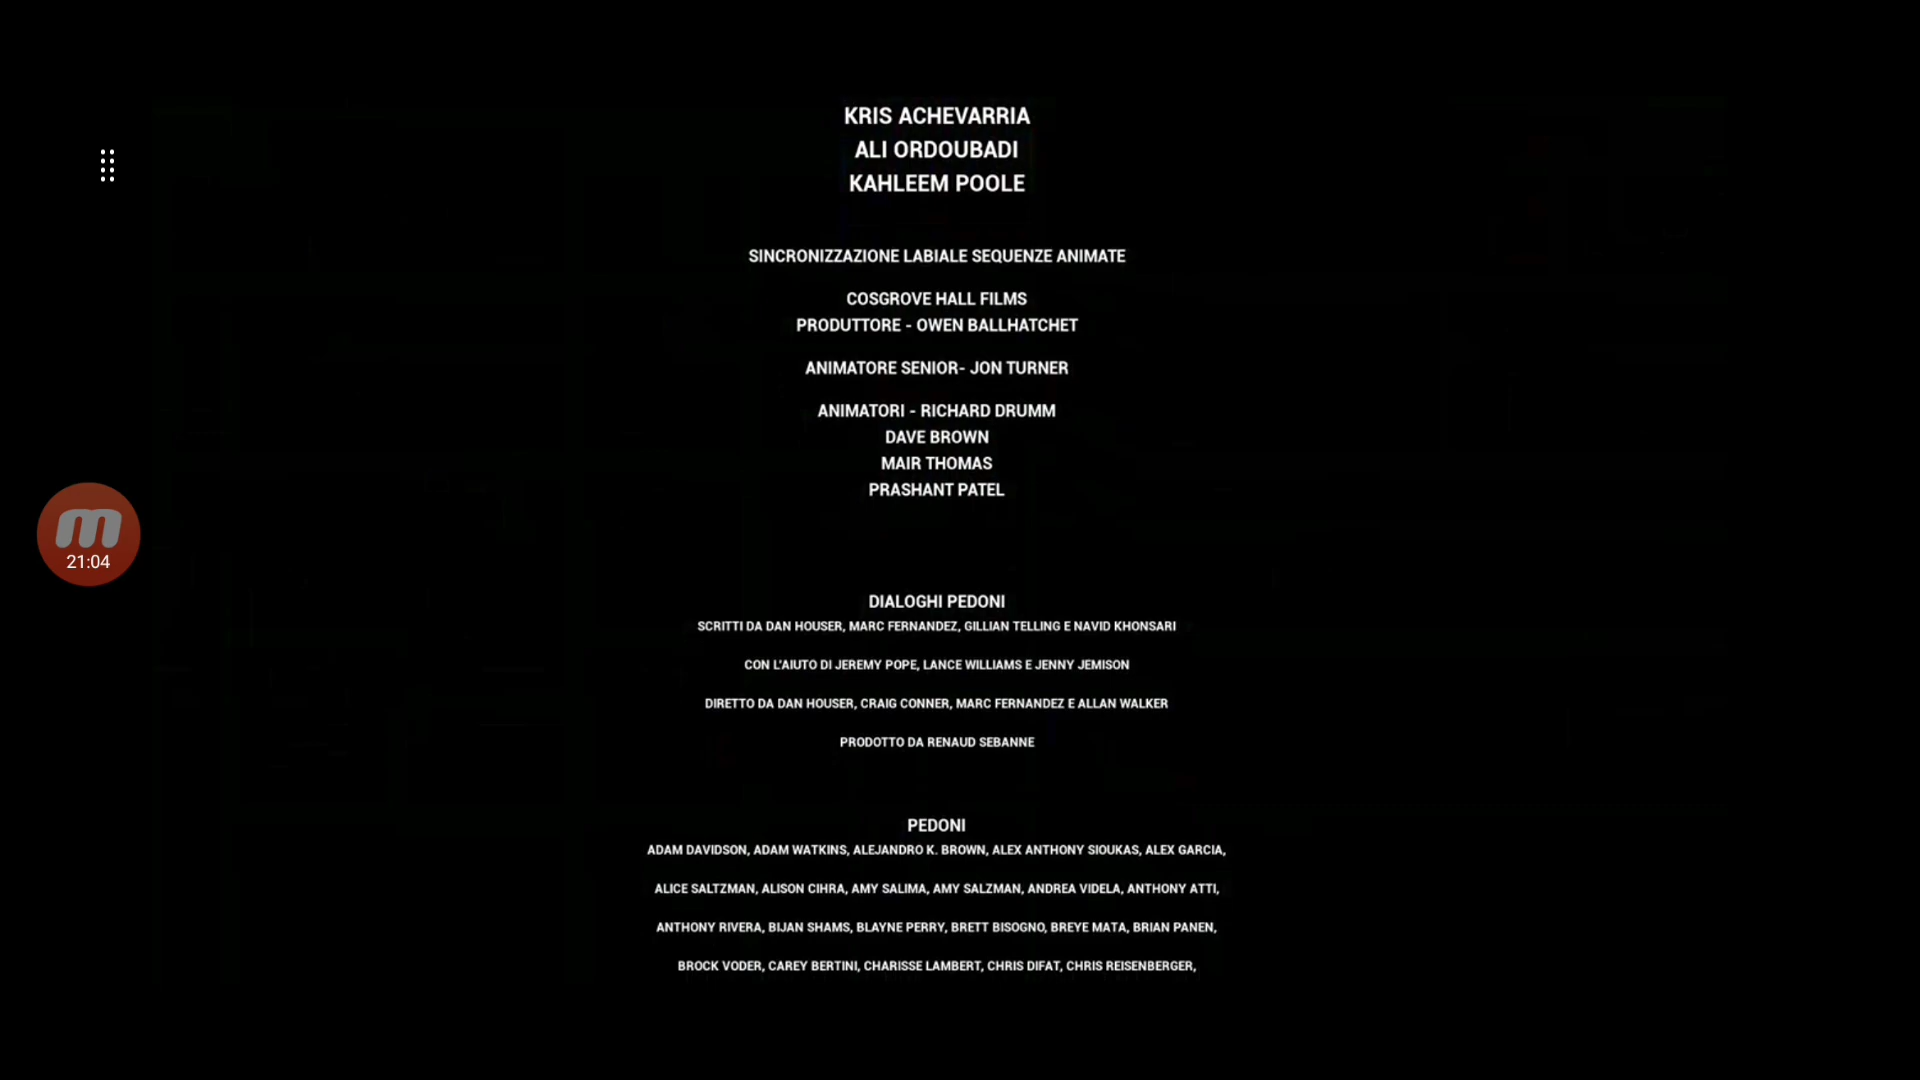 KRIS ACHEVARRIA
ALI ORDOUBADI
KAHLEEM POOLE
SINCRONIZZAZIONE LABIALE SEQUENZE ANIMATE
COSGROVE HALL FILMS
PRODUTTORE - OWEN BALLHATCHET
ANIMATORE SENIOR- JON TURNER
ANIMATORI - RICHARD DRUMM
DAVE BROWN
MAIR THOMAS
PRASHANT PATEL
m
21:04
DIALOGHI PEDONI
SCRITTI DA DAN HOUSER, MARC FERNANDEZ, GILLIAN TELLING E NAVID KHONSARI
CON L'AIUTO DI JEREMY POPE, LANCE WILLIAMS E JENNY JEMISON
DIRETTO DA DAN HOUSER, CRAIG CONNER, MARC FERNANDEZ E ALLAN WALKER
PRODOTTO DA RENAUD SEBANNE
PEDONI
ADAM DAVIDSON, ADAM WATKINS, ALEJANDRO K. BROWN, ALEX ANTHONY SIOUKAS, ALEX GARCIA,
ALICE SALTZMAN, ALISON CIHRA, AMY SALIMA, AMY SALZMAN, ANDREA VIDELA, ANTHONY ATTI,
ANTHONY RIVERA, BIJAN SHAMS, BLAYNE PERRY, BRETT BISOGNO, BREYE MATA, BRIAN PANEN,
BROCK VODER, CAREY BERTINI, CHARISSE LAMBERT, CHRIS DIFAT, CHRIS REISENBERGER,